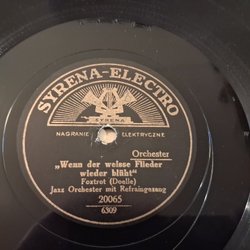 SYRENA-ELECTRO
SYRENA
NAGRANIE ELEKTRYCZNE
Orchester
„Wenn der weisse Flieder
wieder blüht“
Foxtrot (Doelle)
Jazz Orchester mit Refraingesang
20065
6309